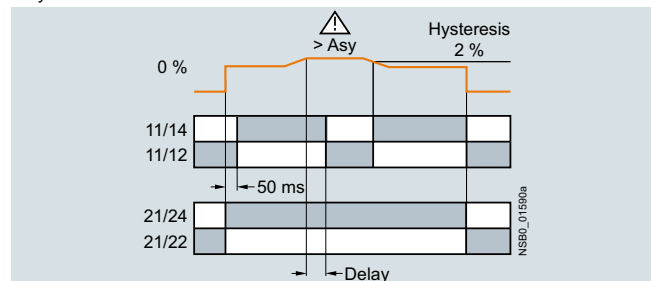 > Asy
Hysteresis
2 %
0 %
11/14
11/12
50 ms
21/24
21/22
Delay
NSB0_01590a